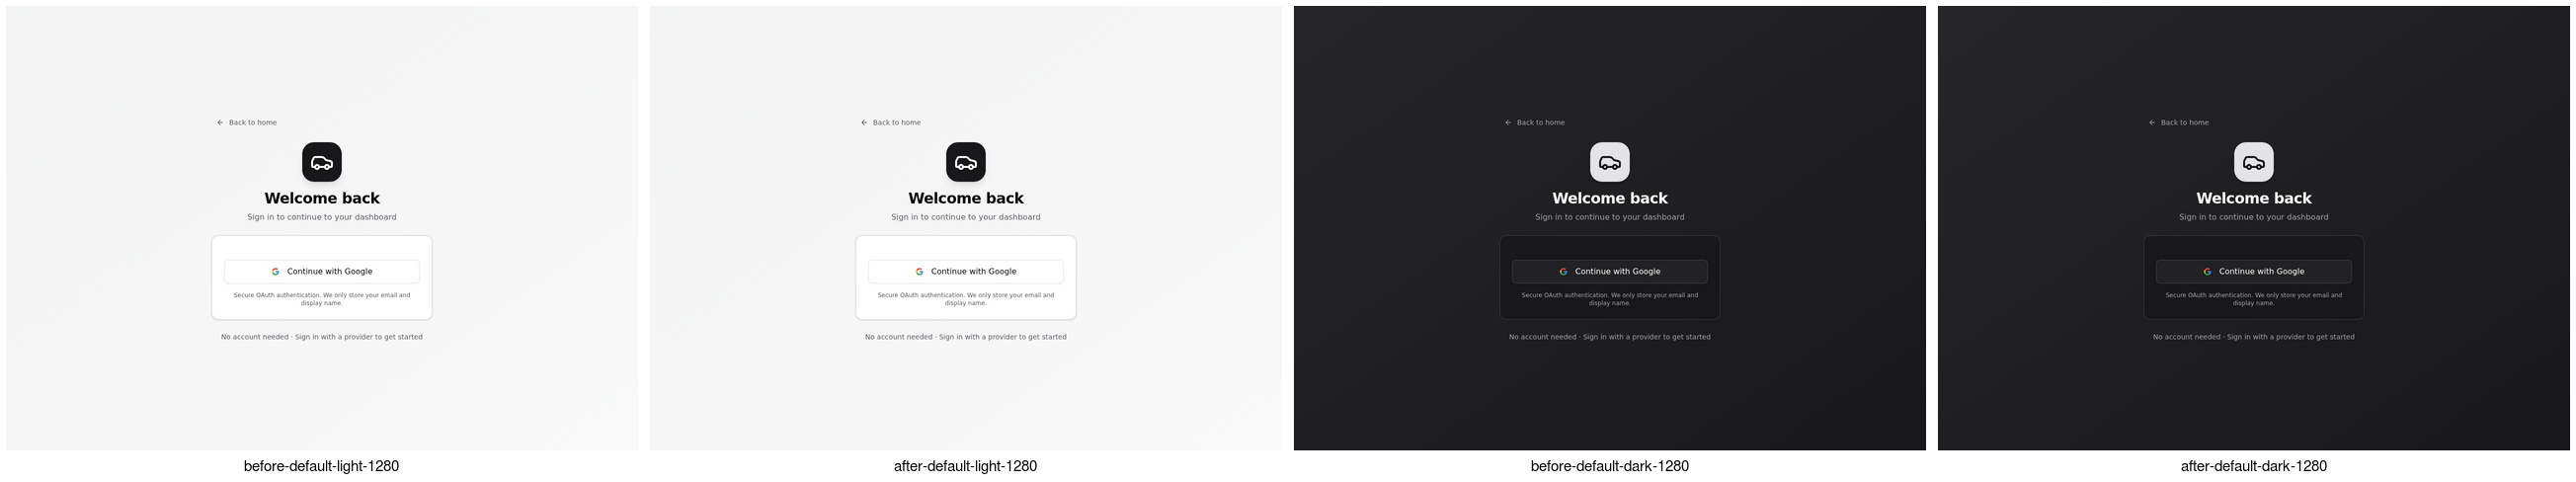 Back to home
Welcome back
Sign in to continue to your dashboard
Continue with Google
Secure OAuth authentication. We only store your email and
display name.
No account needed · Sign in with a provider to get started
before-default-light-1280
Back to home
Welcome back
Sign in to continue to your dashboard
Continue with Google
Secure OAuth authentication. We only store your email and
display name.
No account needed · Sign in with a provider to get started
after-default-light-1280
Back to home
Welcome back
Sign in to continue to your dashboard
Continue with Google
Secure OAuth authentication. We only store your email and
display name.
No account needed · Sign in with a provider to get started
before-default-dark-1280
Back to home
Welcome back
Sign in to continue to your dashboard
Continue with Google
Secure OAuth authentication. We only store your email and
display name.
No account needed · Sign in with a provider to get started
after-default-dark-1280